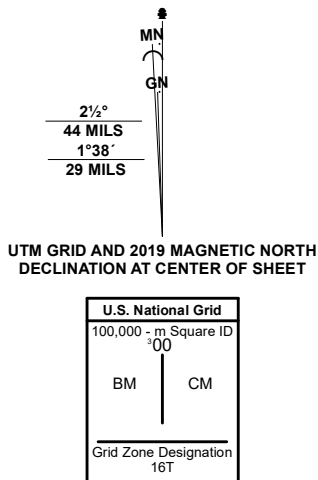 MN
GN
2½°
44 MILS
1°38´
29 MILS
UTM GRID AND 2019 MAGNETIC NORTH
DECLINATION AT CENTER OF SHEET
U.S. National Grid
100,000 - m Square ID
³00
BM CM
Grid Zone Designation
16T